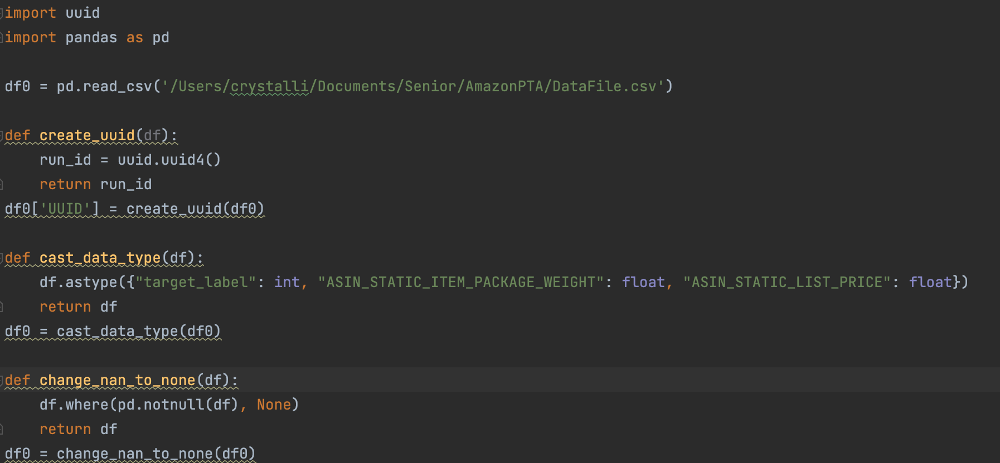 import uuid
import pandas as pd
df0 = pd.read_csv('/Users/crystalli/Documents/Senior/AmazonPTA/DataFile.csv')
def create_uuid(df):
    run_id = uuid.uuid4()
    return run_id
df0['UUID'] = create_uuid(df0)
def cast_data_type(df):
    df.astype({"target_label": int, "ASIN_STATIC_ITEM_PACKAGE_WEIGHT": float, "ASIN_STATIC_LIST_PRICE": float})
    return df
df0 = cast_data_type(df0)
def change_nan_to_none(df):
    df.where(pd.notnull(df), None)
    return df
df0 = change_nan_to_none(df0)